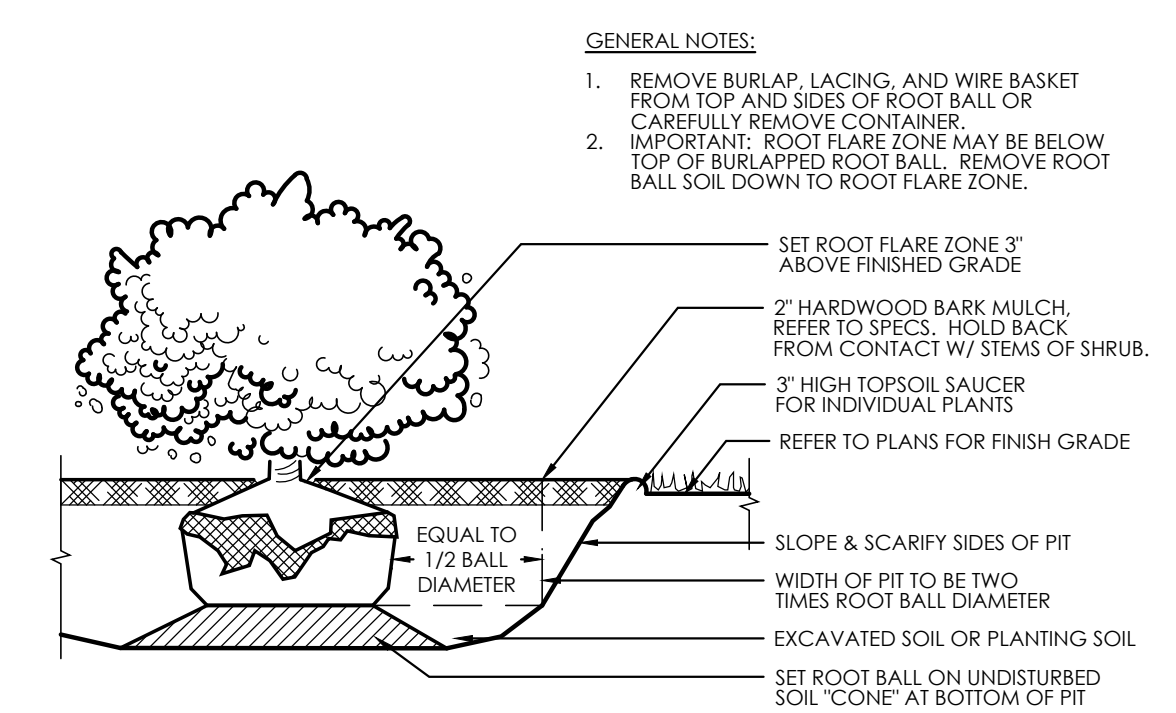 GENERAL NOTES:
1. REMOVE BURLAP, LACING, AND WIRE BASKET
FROM TOP AND SIDES OF ROOT BALL OR
CAREFULLY REMOVE CONTAINER.
2. IMPORTANT: ROOT FLARE ZONE MAY BE BELOW
TOP OF BURLAPPED ROOT BALL. REMOVE ROOT
BALL SOIL DOWN TO ROOT FLARE ZONE.
SET ROOT FLARE ZONE 3"
ABOVE FINISHED GRADE
2" HARDWOOD BARK MULCH,
REFER TO SPECS. HOLD BACK
FROM CONTACT W/ STEMS OF SHRUB.
3" HIGH TOPSOIL SAUCER
FOR INDIVIDUAL PLANTS
REFER TO PLANS FOR FINISH GRADE
EQUAL TO
1/2 BALL
DIAMETER
SLOPE & SCARIFY SIDES OF PIT
WIDTH OF PIT TO BE TWO
TIMES ROOT BALL DIAMETER
EXCAVATED SOIL OR PLANTING SOIL
SET ROOT BALL ON UNDISTURBED
SOIL "CONE" AT BOTTOM OF PIT